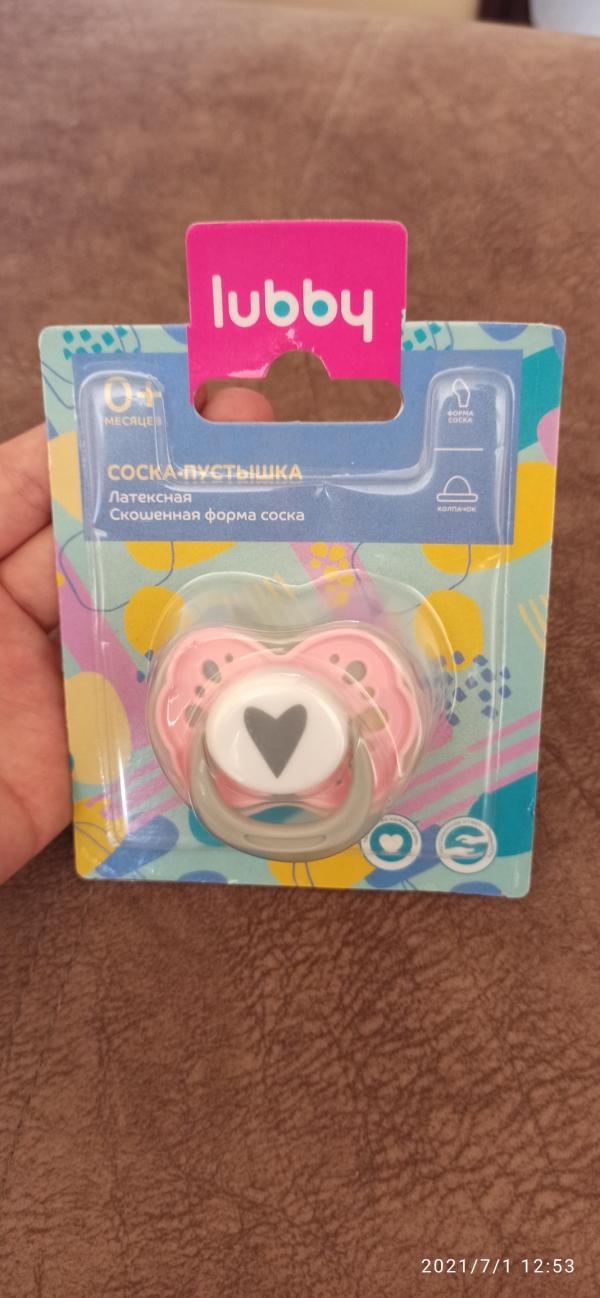 lubby
0+
МЕСЯЦЕВ
ФОРМА
СОСКА
СОСКА-ПУСТЫШКА
Латексная
Скошенная форма соска
КОЛПАЧОК
2021/7/1 12:53